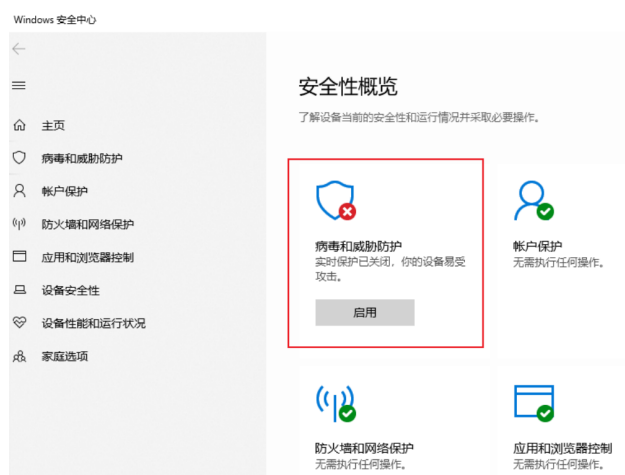 Windows 安全中心
安全性概览
了解设备当前的安全性和运行情况并采取必要操作。
主页
病毒和威胁防护
帐户保护
防火墙和网络保护
应用和浏览器控制
设备安全性
设备性能和运行状况
家庭选项
病毒和威胁防护
实时保护已关闭，你的设备易受
攻击。
启用
帐户保护
无需执行任何操作。
防火墙和网络保护
无需执行任何操作。
应用和浏览器控制
无需执行任何操作。